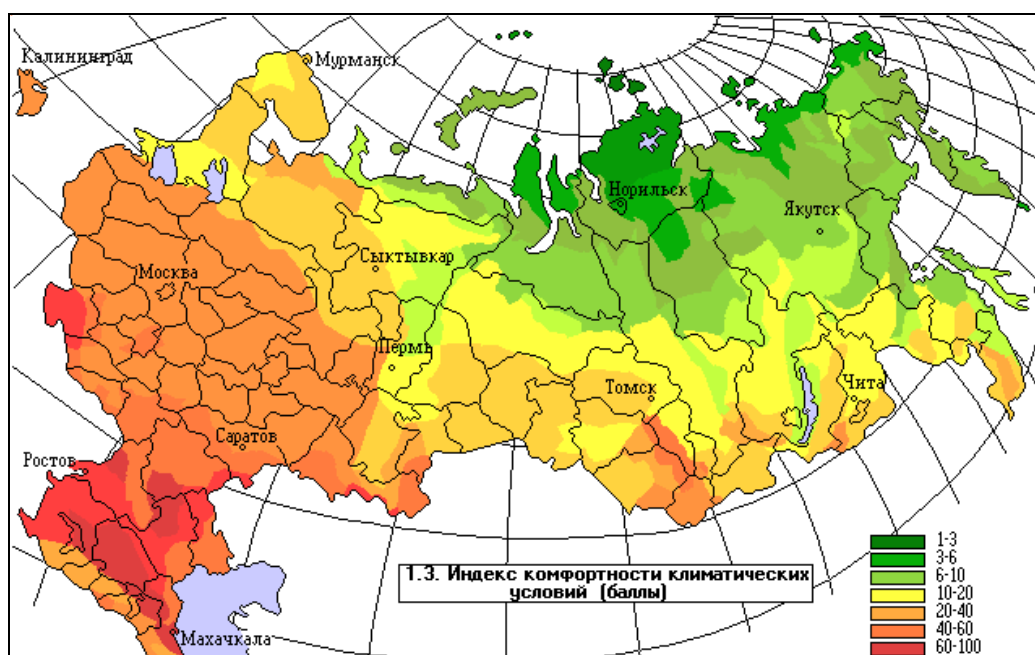 Калининград
Мурманск
Норильск
Якутск
Сыктывкар
Москва
Пермь
Томск
Чита
Саратов
Ростов
Махачкала
1.3. Индекс комфортности климатических
условий (баллы)
1-3
3-6
6-10
10-20
20-40
40-60
60-100